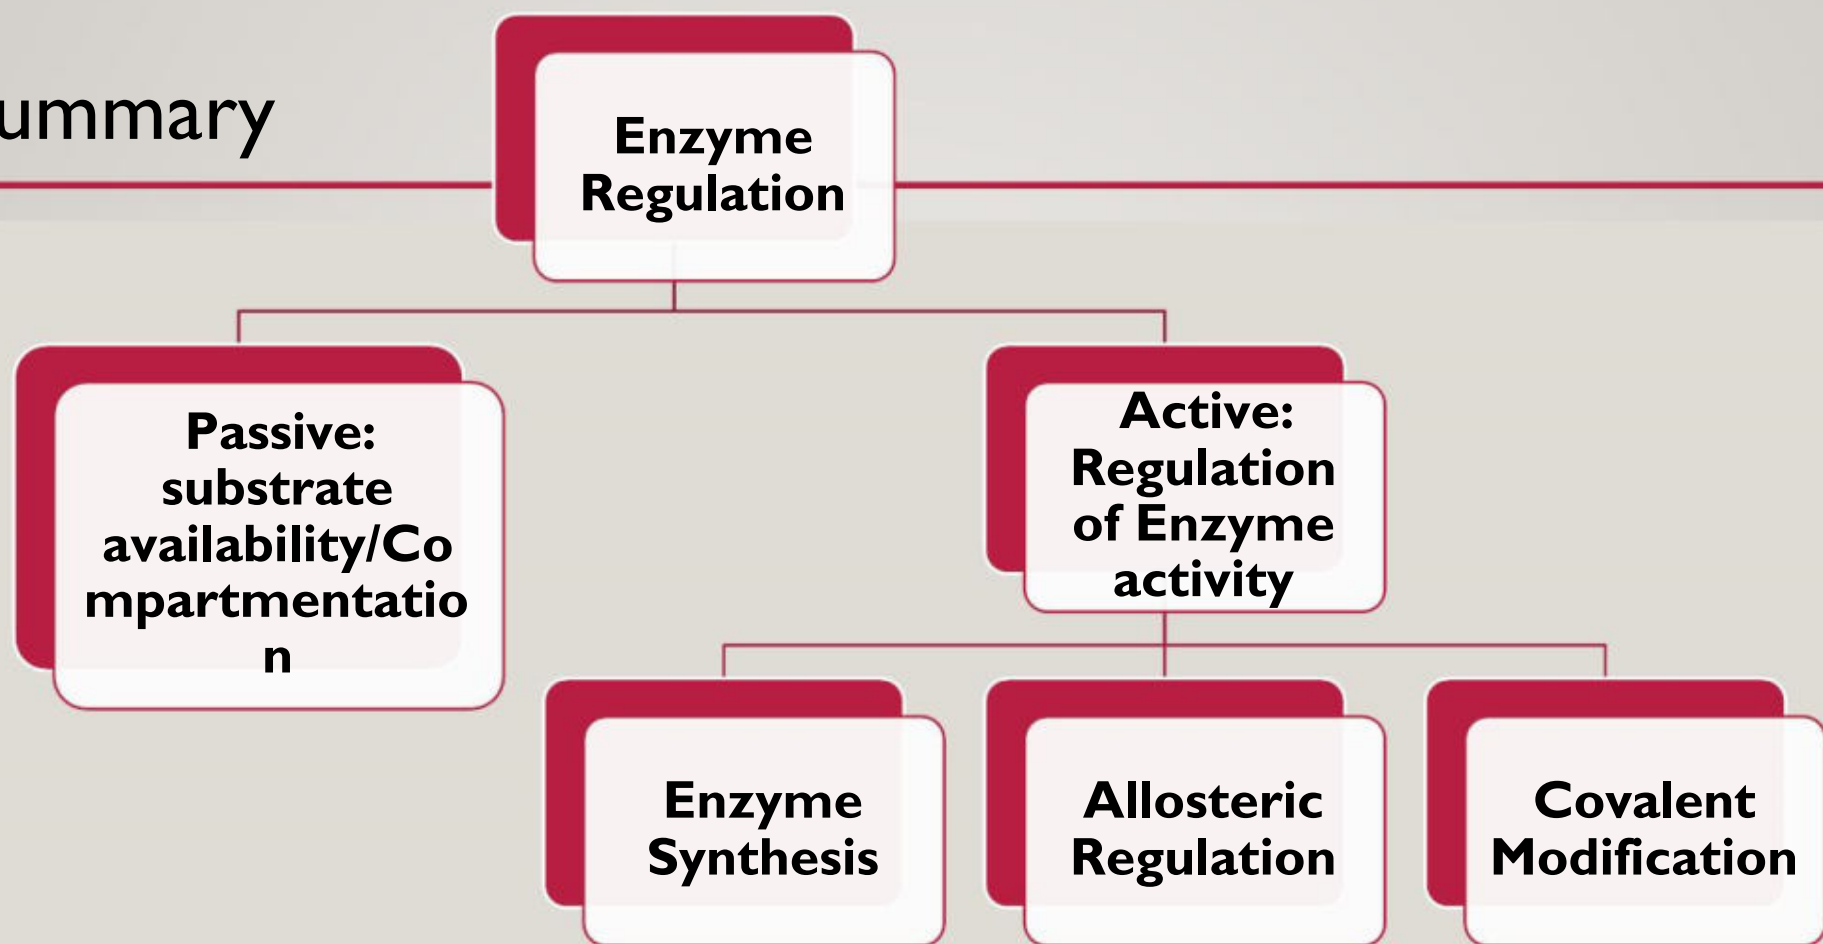 ummary
Enzyme
Regulation
Passive:
substrate
availability/Co
mpartmentatio
n
Active:
Regulation
of Enzyme
activity
Enzyme
Synthesis
Allosteric
Regulation
Covalent
Modification